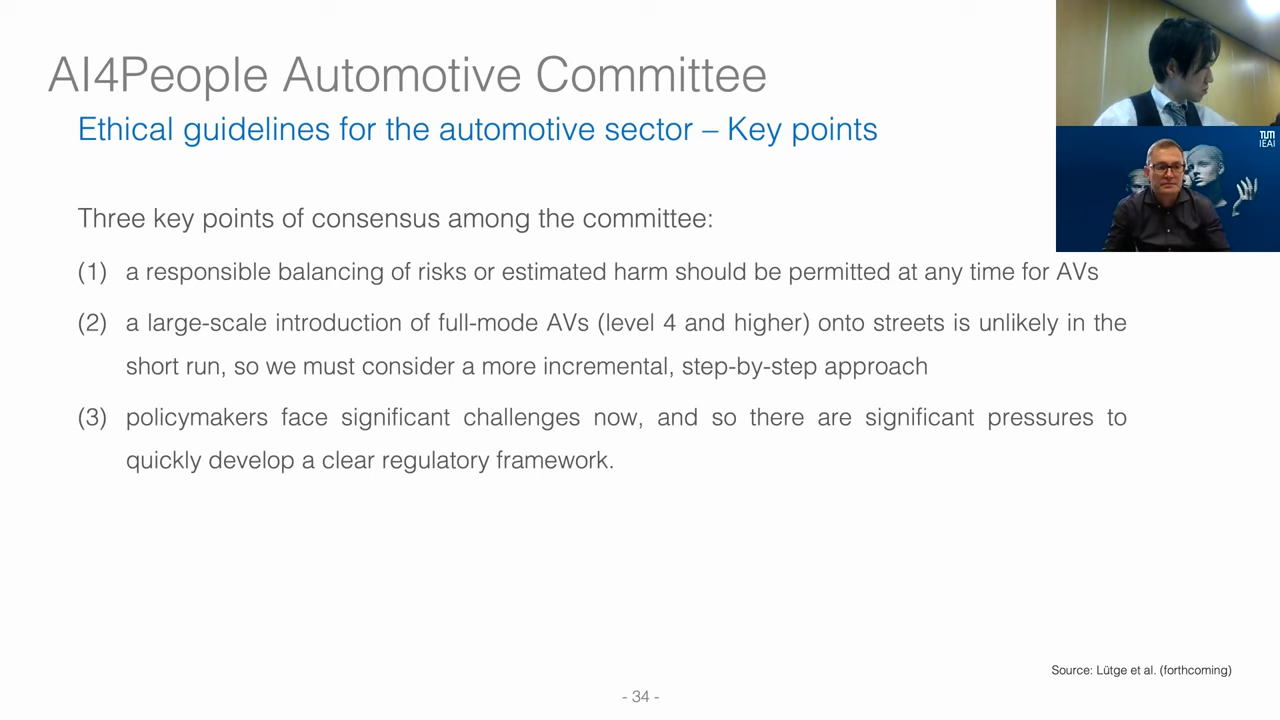 AI4People Automotive Committee
Ethical guidelines for the automotive sector – Key points
TUM
IEAI
Three key points of consensus among the committee:
(1) a responsible balancing of risks or estimated harm should be permitted at any time for AVs
(2) a large-scale introduction of full-mode AVs (level 4 and higher) onto streets is unlikely in the
short run, so we must consider a more incremental, step-by-step approach
(3) policymakers face significant challenges now, and so there are significant pressures to
quickly develop a clear regulatory framework.
Source: Lütge et al. (forthcoming)
- 34 -